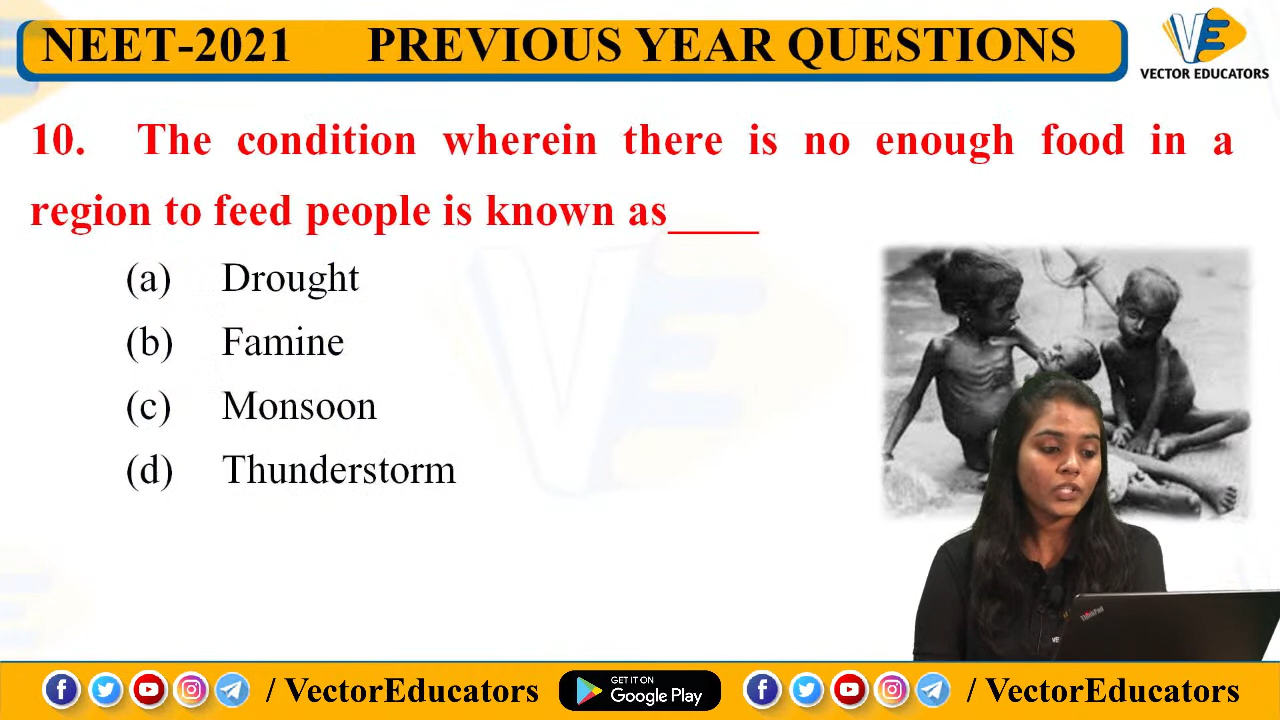 NEET-2021 PREVIOUS YEAR QUESTIONS
VECTOR EDUCATORS
10. The condition wherein there is no enough food in a
region to feed people is known as____
(a) Drought
(b) Famine
(c) Monsoon
(d) Thunderstorm
ThinkPad
/ VectorEducators
GET IT ON
Google Play
/ VectorEducators